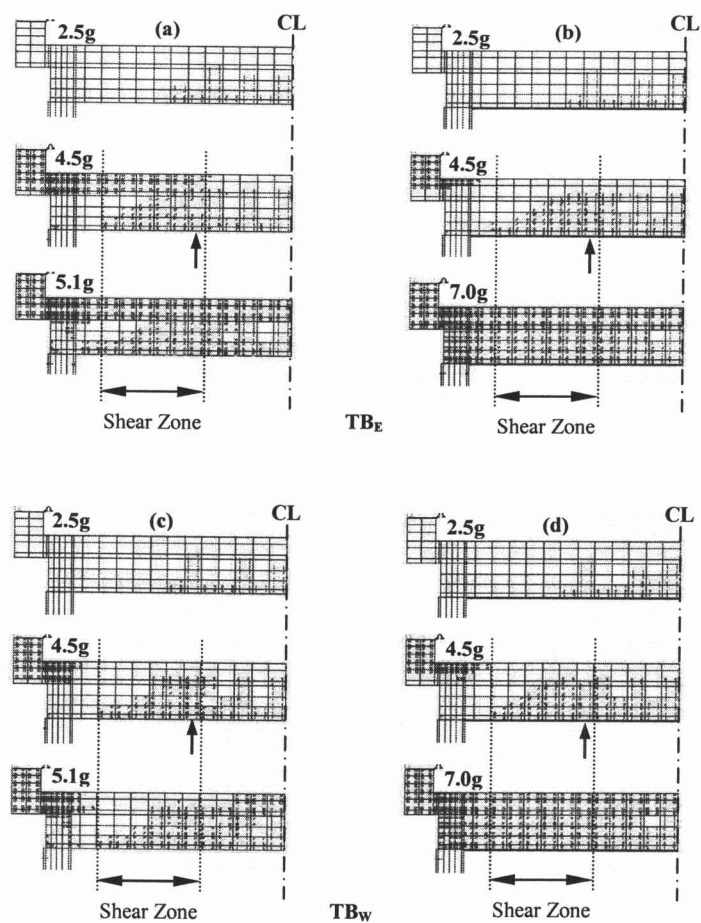 CL
(a)
2.5g
4.5g
5.1g
Shear Zone
CL
(b)
2.5g
4.5g
7.0g
Shear Zone
TBE
CL
(c)
2.5g
4.5g
5.1g
Shear Zone
CL
(d)
2.5g
4.5g
7.0g
Shear Zone
TBW